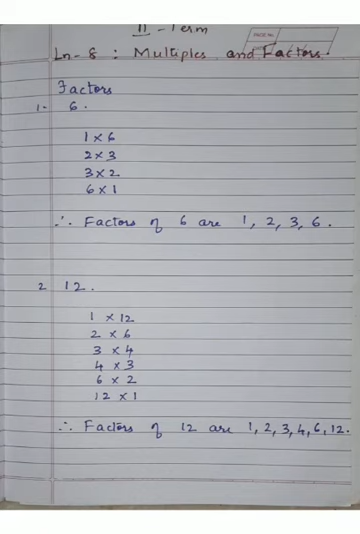 II - Term
PAGE No.
Ln - 8 : Multiples and Factors.
Factors
1. 6.
1 x 6
2 x 3
3 x 2
6 x 1
∴ Factors of 6 are 1, 2, 3, 6.
2 12.
1 x 12
2 x 6
3 x 4
4 x 3
6 x 2
12 x 1
∴ Factors of 12 are 1, 2, 3, 4, 6, 12.